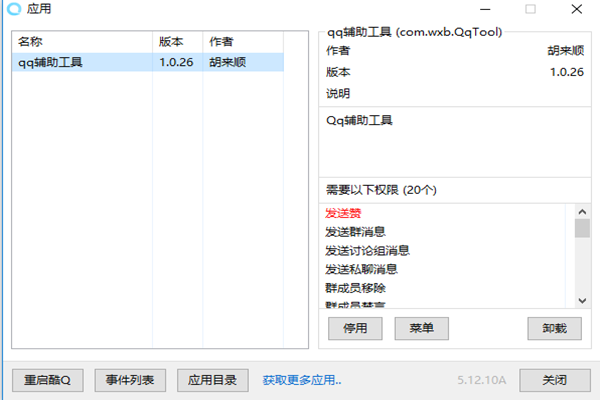 应用
名称 版本 作者
qq辅助工具 1.0.26 胡来顺
qq辅助工具 (com.wxb.QqTool)
作者 胡来顺
版本 1.0.26
说明
Qq辅助工具
需要以下权限 (20个)
发送赞
发送群消息
发送讨论组消息
发送私聊消息
群成员移除
群成员禁言
停用 菜单 卸载
重启酷Q 事件列表 应用目录 获取更多应用.. 5.12.10A 关闭